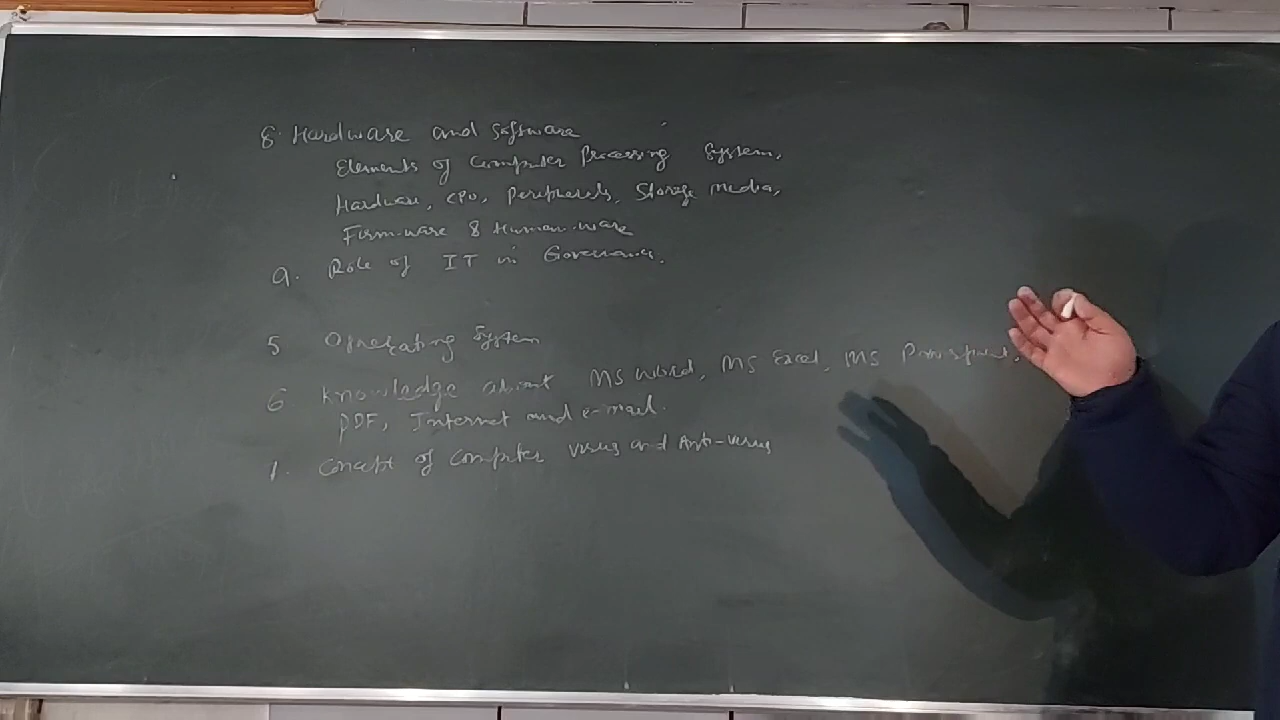 8 Hardware and Software
Elements of Computer Processing System,
Hardware, CPU, Peripherals, Storage Media,
Firm-ware & Human-ware
9. Role of IT in Governance.
5 Operating System
6 Knowledge about MS Word, MS Excel, MS
PDF, Internet and e-mail.
1. Concept of Computer Virus and Anti-Virus